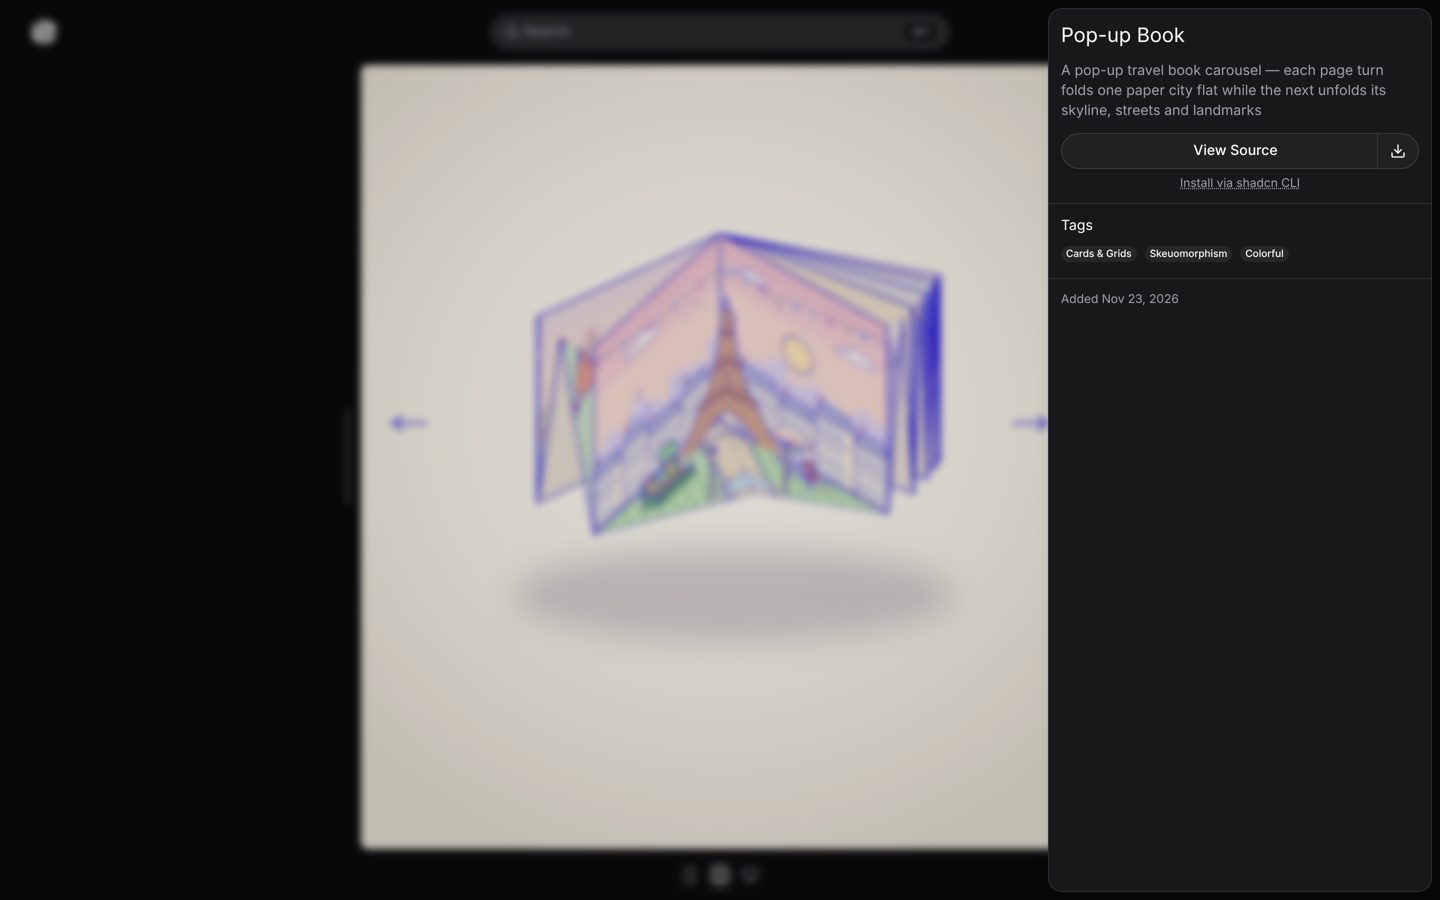 Search
Pop-up Book
A pop-up travel book carousel — each page turn
folds one paper city flat while the next unfolds its
skyline, streets and landmarks
View Source
Install via shadcn CLI
Tags
Cards & Grids
Skeuomorphism
Colorful
Added Nov 23, 2026